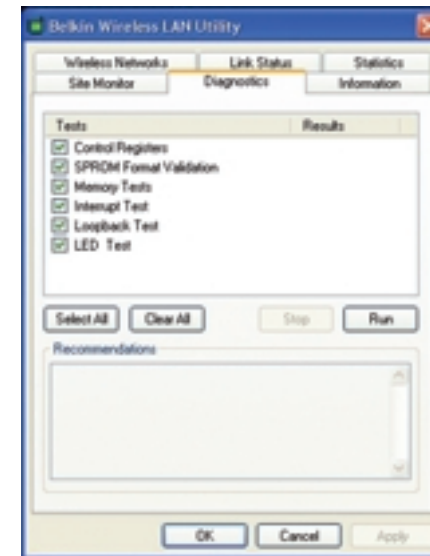 Belkin Wireless LAN Utility
Wireless Networks Link Status Statistics
Site Monitor Diagnostics Information
Tests Results
Control Registers
SPROM Format Validation
Memory Tests
Interrupt Test
Loopback Test
LED Test
Select All Clear All Stop Run
Recommendations
OK Cancel Apply